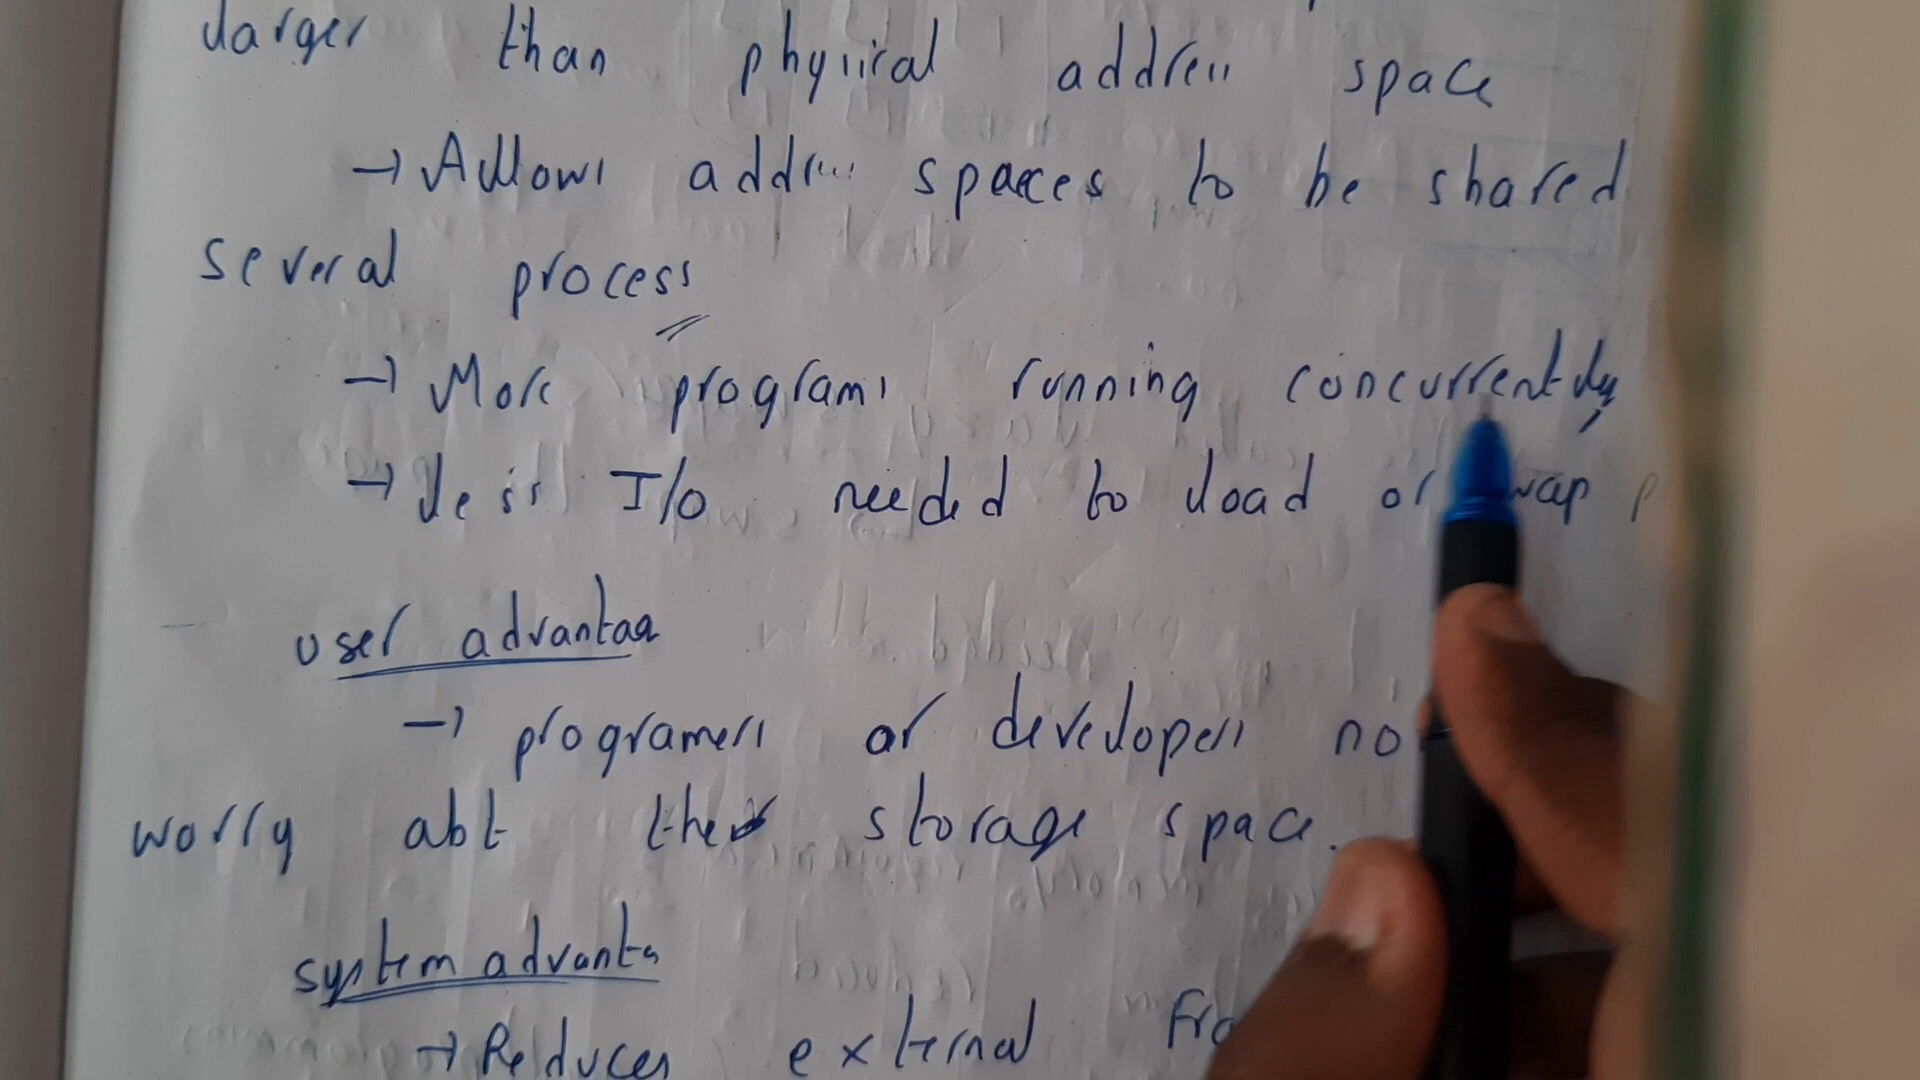 larger than physical address space
→ Allows address spaces to be shared
several process
→ More programs running concurrently,
→ less I/o needed to load or swap
user advantaa
→ programers or developers no
worry abt the storage space.
system advanta
→ Reduces external